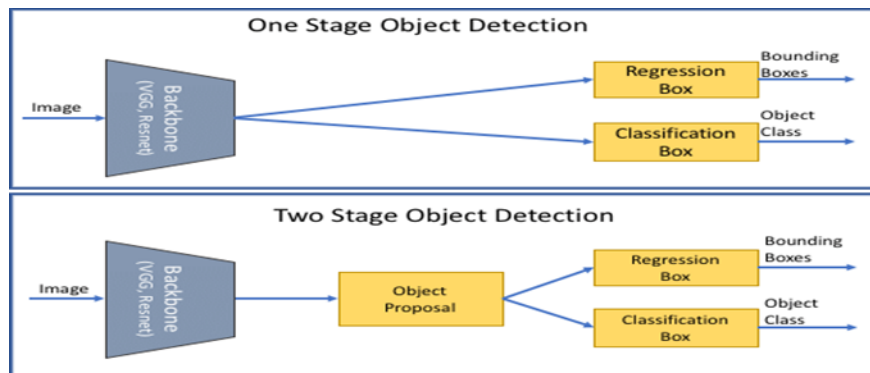 One Stage Object Detection
Image
Backbone
(VGG, Resnet)
Regression
Box
Bounding
Boxes
Classification
Box
Object
Class
Two Stage Object Detection
Image
Backbone
(VGG, Resnet)
Object
Proposal
Regression
Box
Bounding
Boxes
Classification
Box
Object
Class